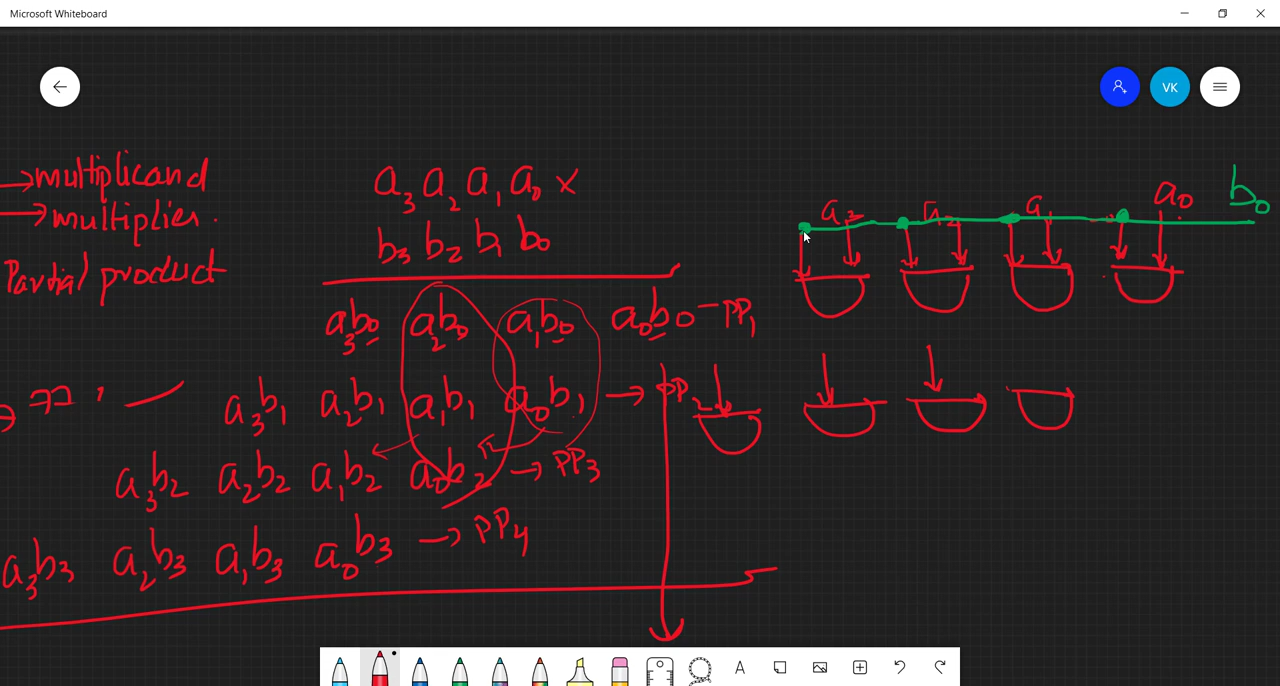 Microsoft Whiteboard
VK
→multiplicand
→multiplier.
Partial product
a₃ a₂ a₁ a₀ ×
b₃ b₂ b₁ b₀
a₃b₀ a₂b₀ a₁b₀ a₀b₀ – PP₁
a₃b₁ a₂b₁ a₁b₁ a₀b₁ → PP₂
a₃b₂ a₂b₂ a₁b₂ a₀b₂ → PP₃
a₃b₃ a₂b₃ a₁b₃ a₀b₃ → PP₄
a₃ a₂ a₁ a₀ b₀
A